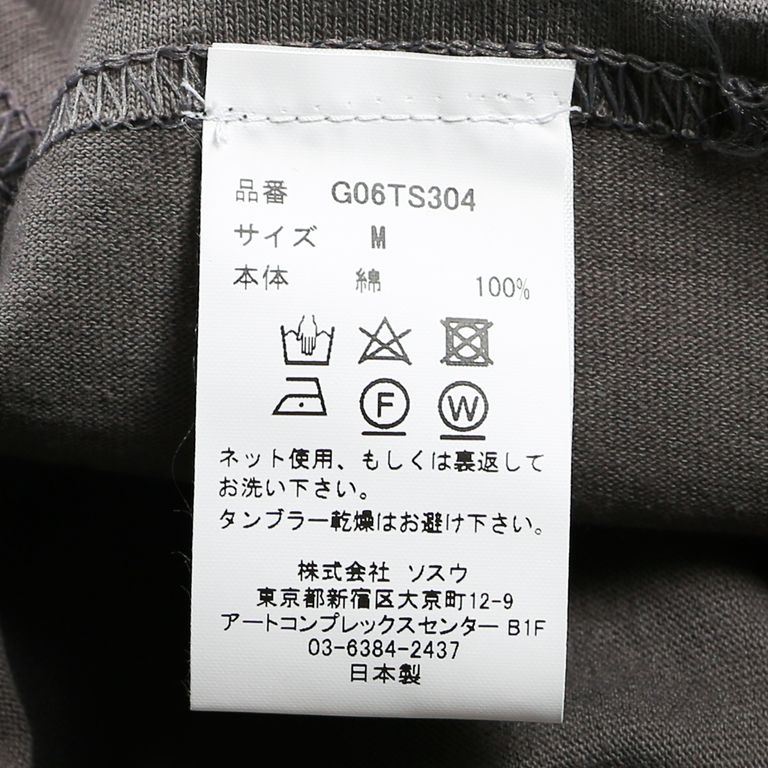 品番 G06TS304
サイズ M
本体 綿 100%
F W
ネット使用、もしくは裏返して
お洗い下さい。
タンブラー乾燥はお避け下さい。
株式会社 ソスウ
東京都新宿区大京町12-9
アートコンプレックスセンター B1F
03-6384-2437
日本製